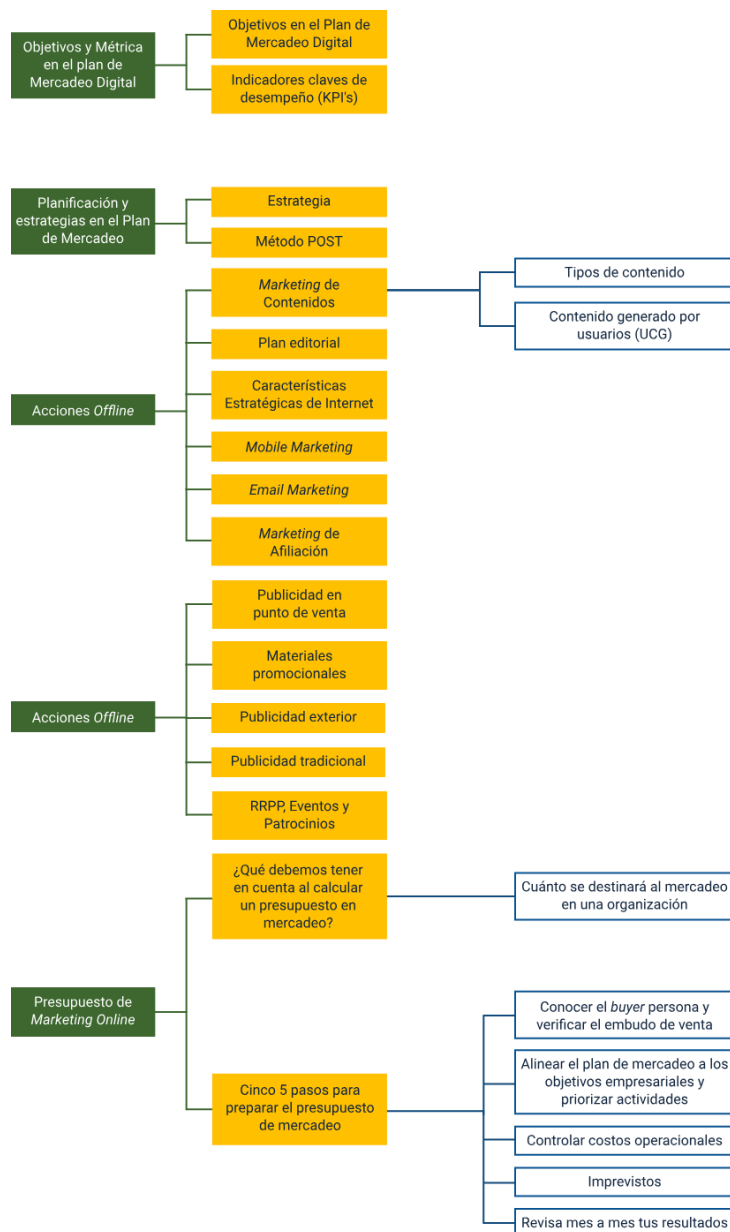 Objetivos y Métrica
en el plan de
Mercadeo Digital
Objetivos en el Plan de
Mercadeo Digital
Indicadores claves de
desempeño (KPI's)
Planificación y
estrategias en el Plan
de Mercadeo
Estrategia
Método POST
Acciones Offline
Marketing de
Contenidos
Tipos de contenido
Contenido generado por
usuarios (UCG)
Plan editorial
Características
Estratégicas de Internet
Mobile Marketing
Email Marketing
Marketing de
Afiliación
Acciones Offline
Publicidad en
punto de venta
Materiales
promocionales
Publicidad exterior
Publicidad tradicional
RRPP, Eventos y
Patrocinios
Presupuesto de
Marketing Online
¿Qué debemos tener
en cuenta al calcular
un presupuesto en
mercadeo?
Cuánto se destinará al mercadeo
en una organización
Cinco 5 pasos para
preparar el presupuesto
de mercadeo
Conocer el buyer persona y
verificar el embudo de venta
Alinear el plan de mercadeo a los
objetivos empresariales y
priorizar actividades
Controlar costos operacionales
Imprevistos
Revisa mes a mes tus resultados